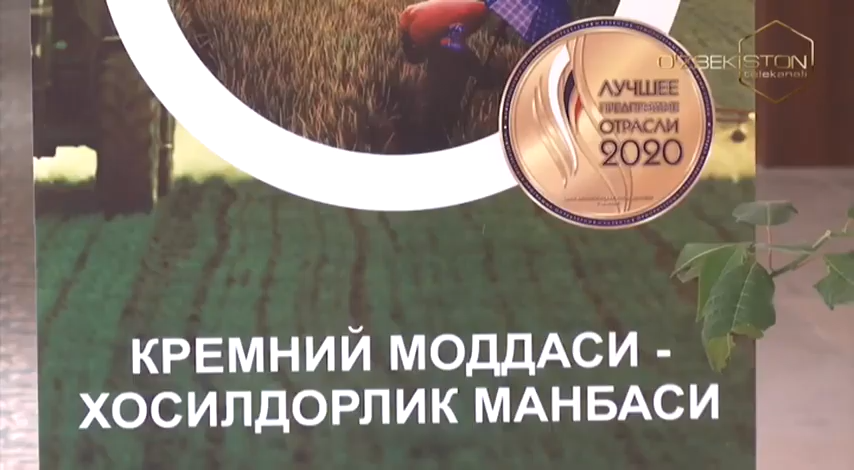 O'ZBEKISTON
telekanali
ЛУЧШЕЕ
ПРЕДПРИЯТИЕ
ОТРАСЛИ
2020
КРЕМНИЙ МОДДАСИ -
ХОСИЛДОРЛИК МАНБАСИ